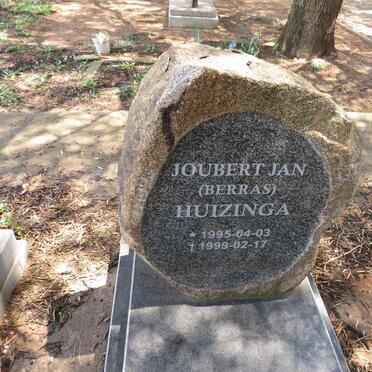 JOUBERT JAN
(BERRAS)
HUIZINGA
* 1995-04-03
† 1999-02-17